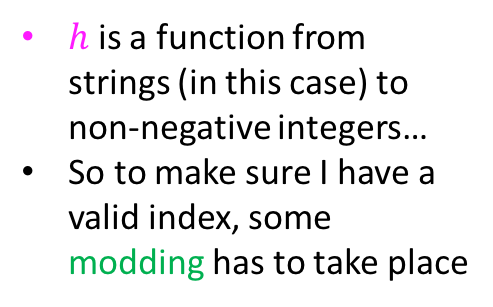 • h is a function from
strings (in this case) to
non-negative integers...
• So to make sure I have a
valid index, some
modding has to take place